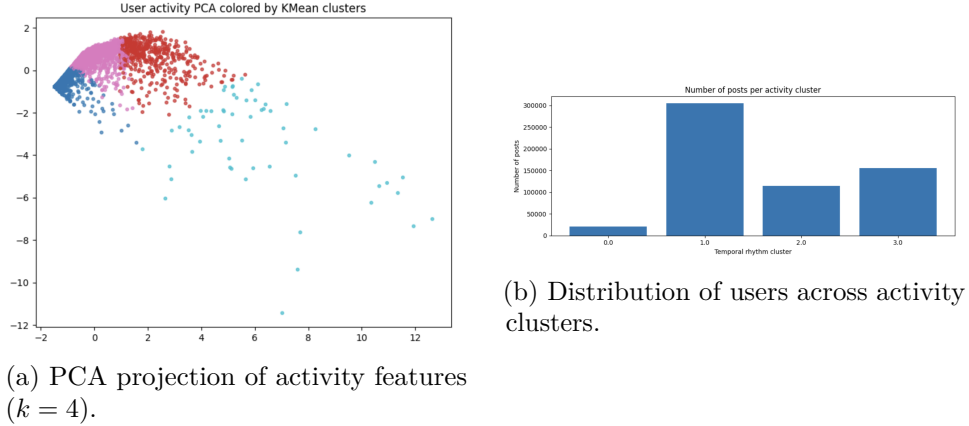 User activity PCA colored by KMean clusters
2
0
−2
−4
−6
−8
−10
−12
−2 0 2 4 6 8 10 12
(a) PCA projection of activity features
(k = 4).
Number of posts per activity cluster
Number of posts
300000
250000
200000
150000
100000
50000
0
0.0 1.0 2.0 3.0
Temporal rhythm cluster
(b) Distribution of users across activity
clusters.